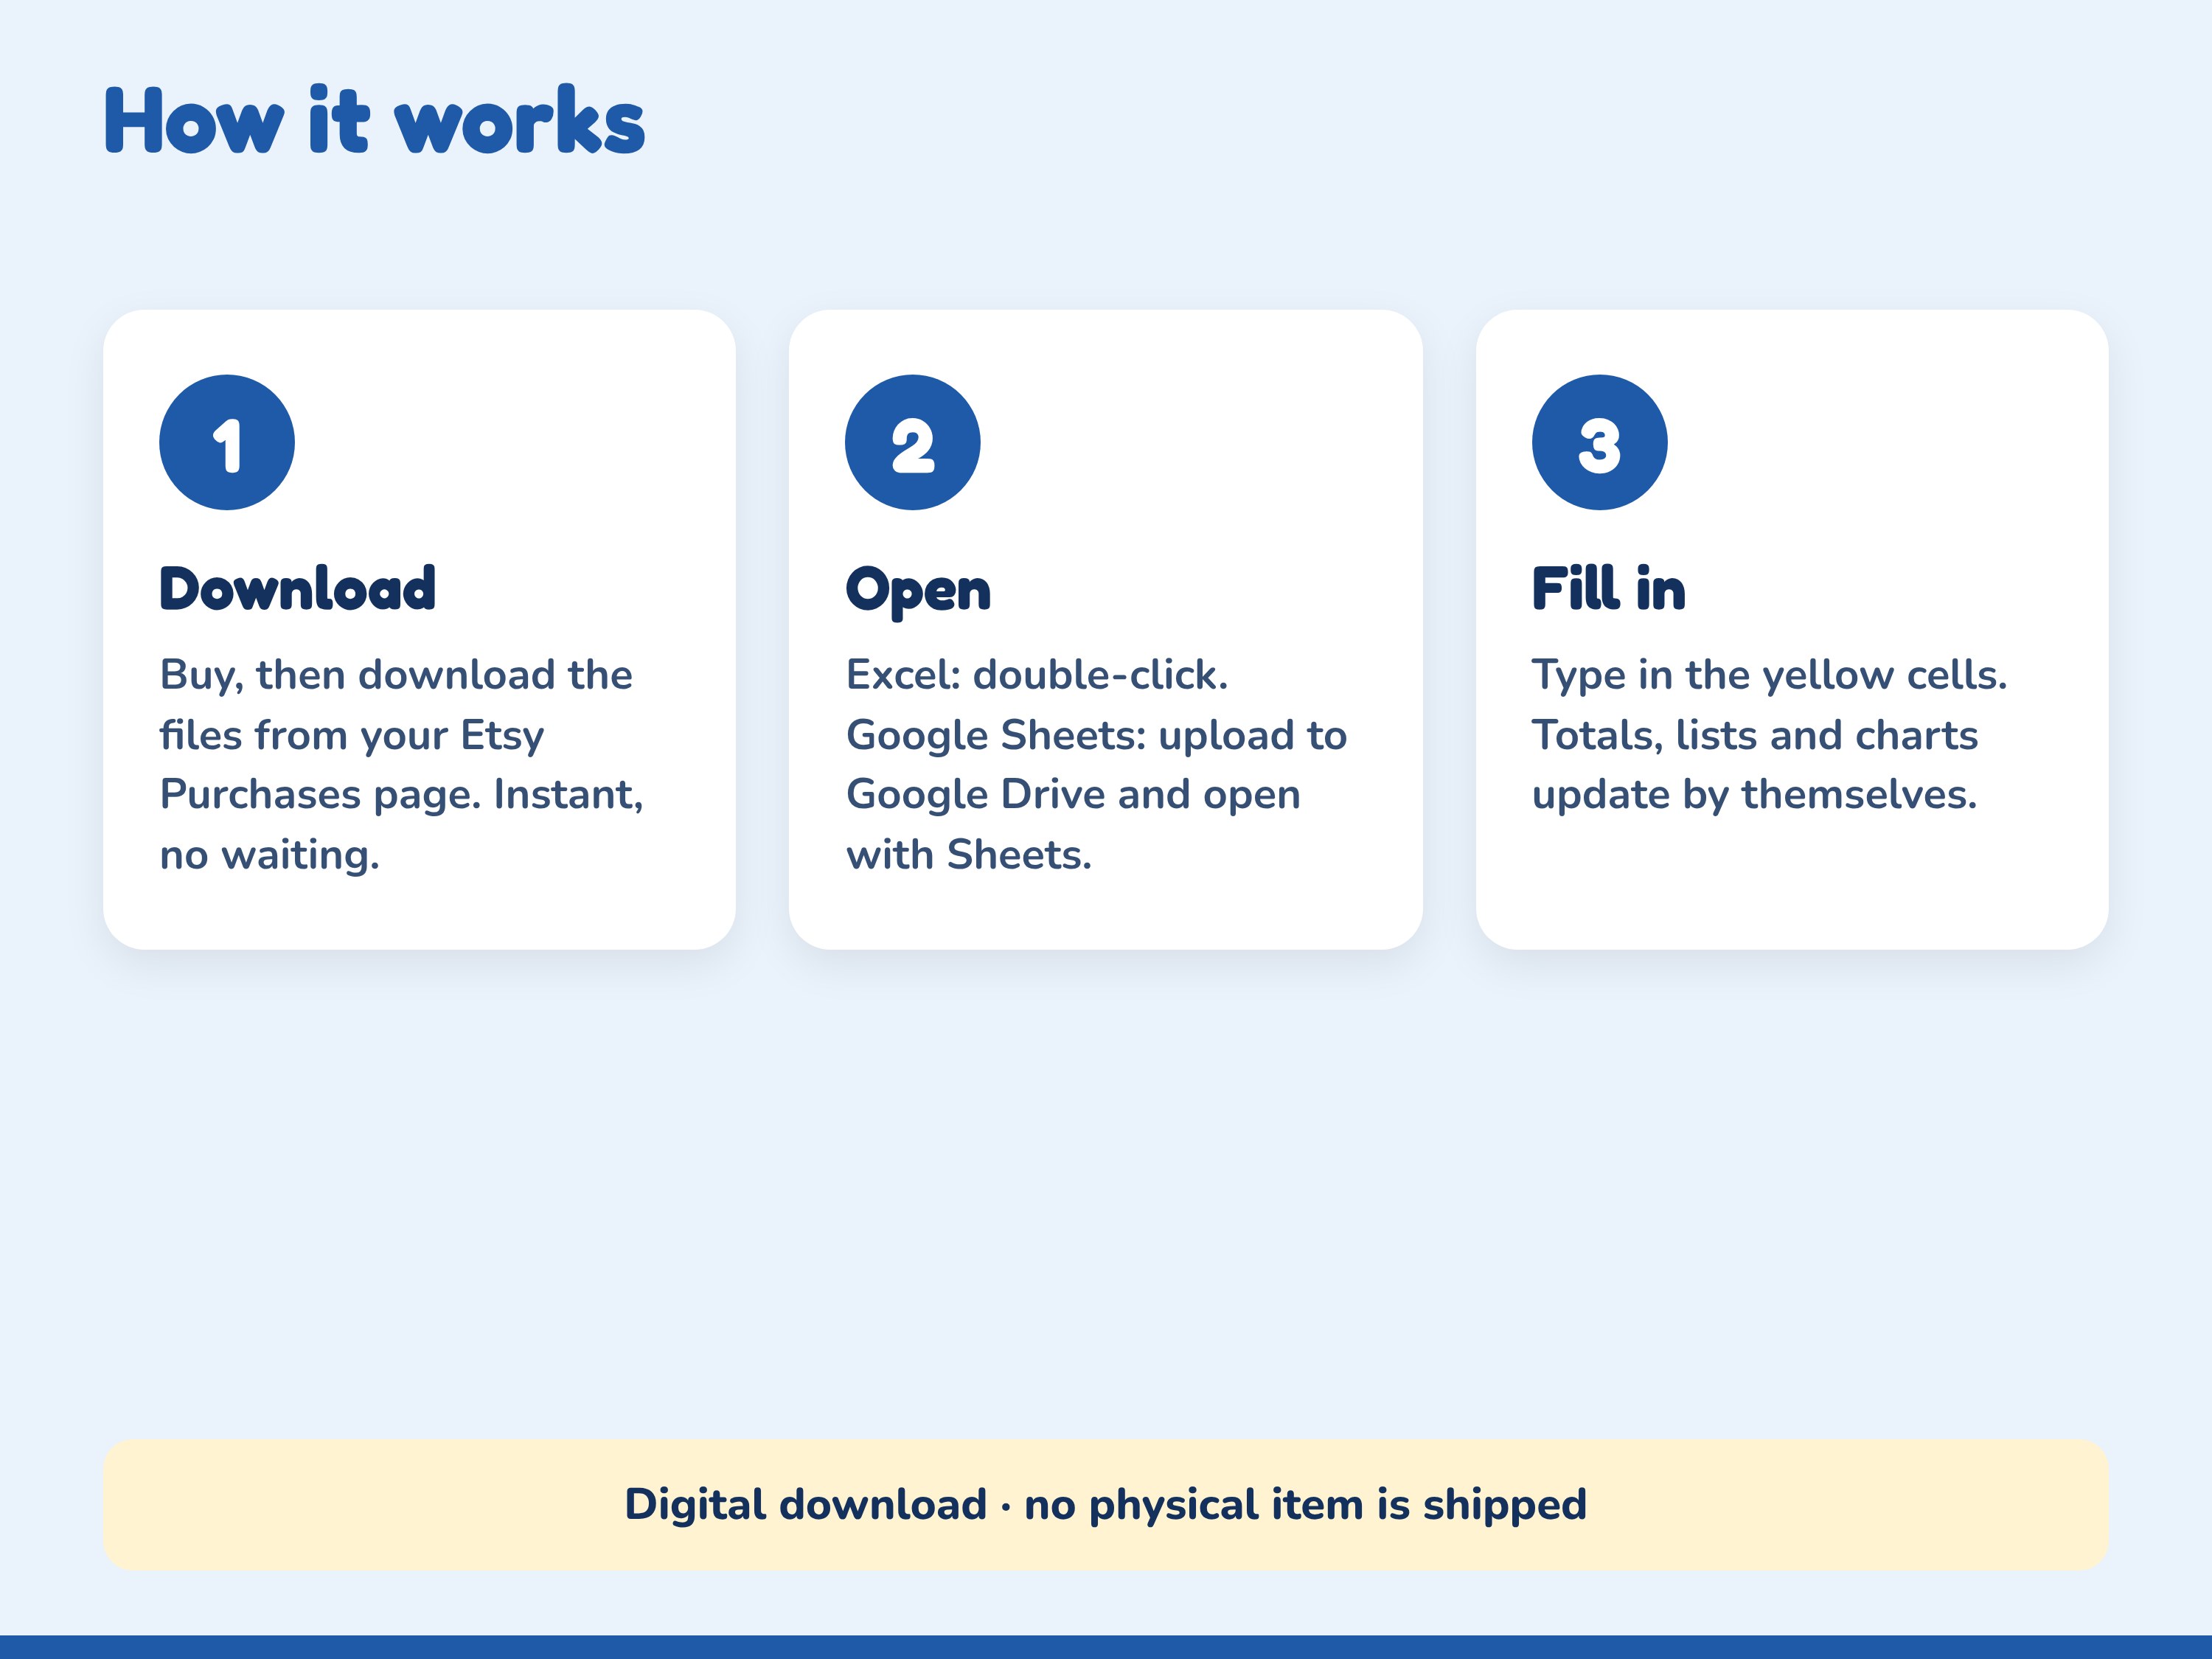 How it works
1
Download
Buy, then download the
files from your Etsy
Purchases page. Instant,
no waiting.
2
Open
Excel: double-click.
Google Sheets: upload to
Google Drive and open
with Sheets.
3
Fill in
Type in the yellow cells.
Totals, lists and charts
update by themselves.
Digital download · no physical item is shipped